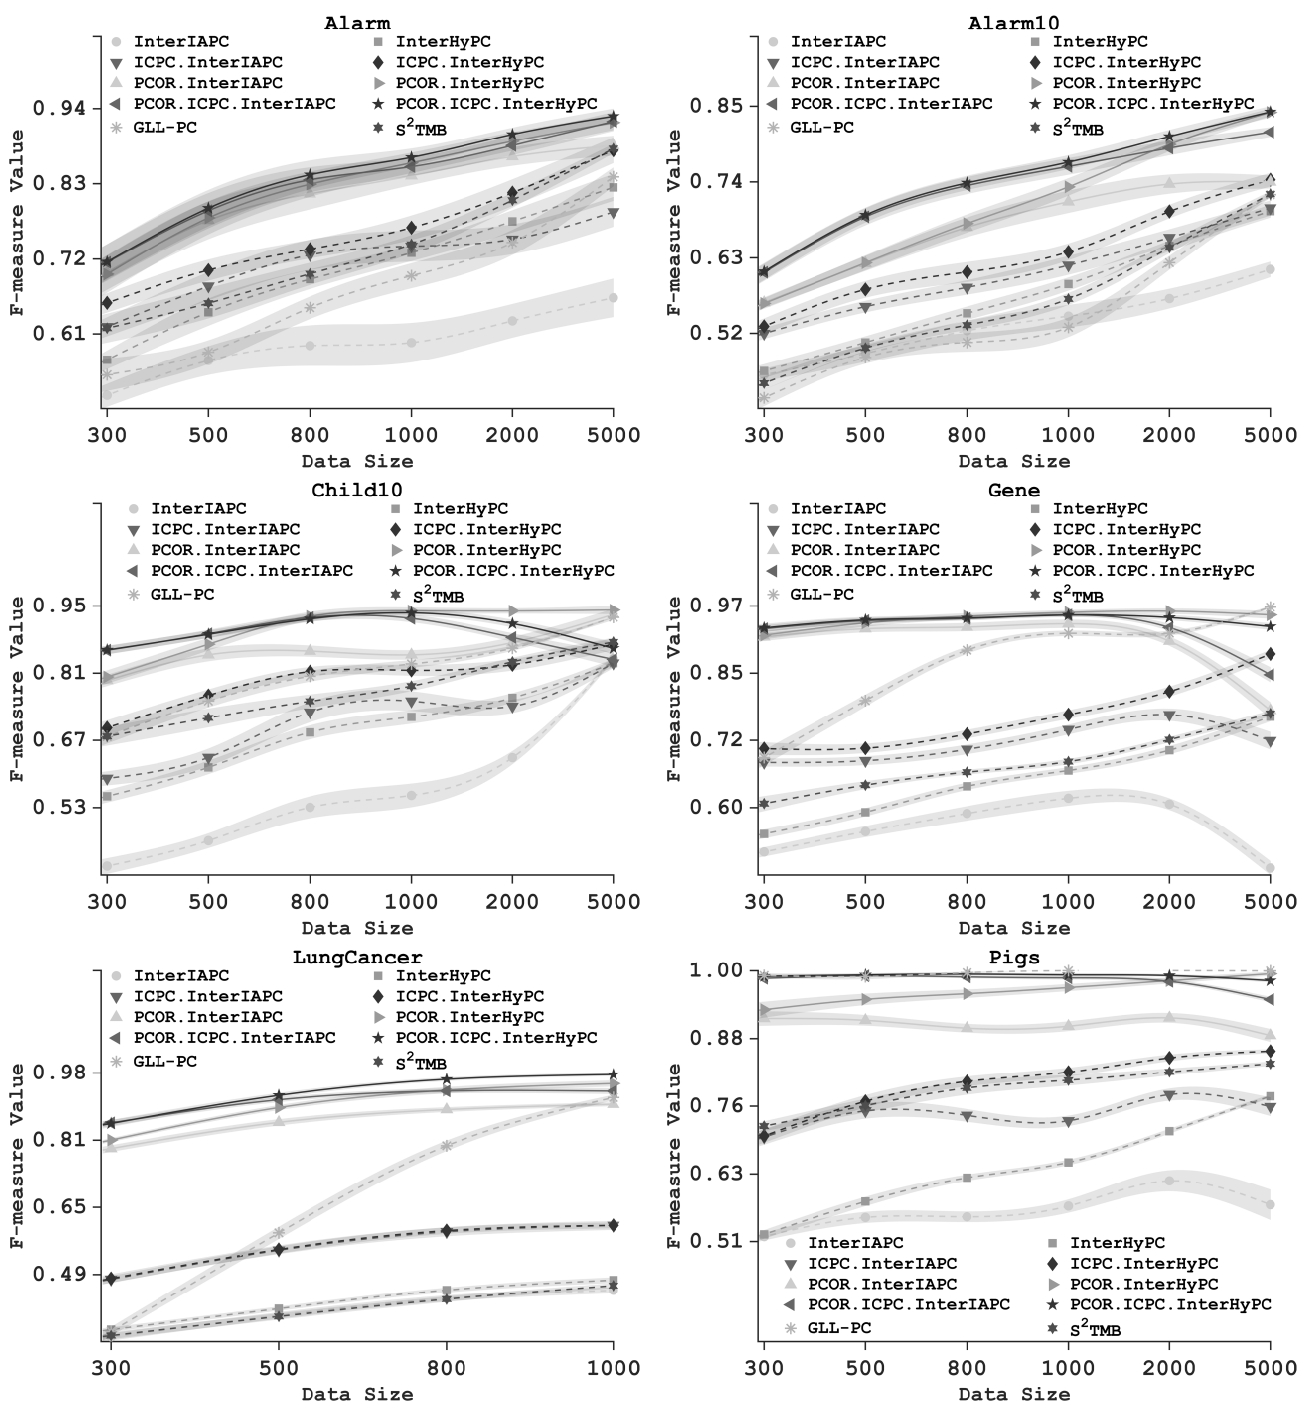 Alarm
InterIAPC InterHyPC
ICPC.InterIAPC ICPC.InterHyPC
PCOR.InterIAPC PCOR.InterHyPC
PCOR.ICPC.InterIAPC PCOR.ICPC.InterHyPC
GLL-PC S²TMB
F-measure Value
0.94
0.83
0.72
0.61
300 500 800 1000 2000 5000
Data Size
Alarm10
InterIAPC InterHyPC
ICPC.InterIAPC ICPC.InterHyPC
PCOR.InterIAPC PCOR.InterHyPC
PCOR.ICPC.InterIAPC PCOR.ICPC.InterHyPC
GLL-PC S²TMB
F-measure Value
0.85
0.74
0.63
0.52
300 500 800 1000 2000 5000
Data Size
Child10
InterIAPC InterHyPC
ICPC.InterIAPC ICPC.InterHyPC
PCOR.InterIAPC PCOR.InterHyPC
PCOR.ICPC.InterIAPC PCOR.ICPC.InterHyPC
GLL-PC S²TMB
F-measure Value
0.95
0.81
0.67
0.53
300 500 800 1000 2000 5000
Data Size
Gene
InterIAPC InterHyPC
ICPC.InterIAPC ICPC.InterHyPC
PCOR.InterIAPC PCOR.InterHyPC
PCOR.ICPC.InterIAPC PCOR.ICPC.InterHyPC
GLL-PC S²TMB
F-measure Value
0.97
0.85
0.72
0.60
300 500 800 1000 2000 5000
Data Size
LungCancer
InterIAPC InterHyPC
ICPC.InterIAPC ICPC.InterHyPC
PCOR.InterIAPC PCOR.InterHyPC
PCOR.ICPC.InterIAPC PCOR.ICPC.InterHyPC
GLL-PC S²TMB
F-measure Value
0.98
0.81
0.65
0.49
300 500 800 1000
Data Size
Pigs
F-measure Value
1.00
0.88
0.76
0.63
0.51
InterIAPC InterHyPC
ICPC.InterIAPC ICPC.InterHyPC
PCOR.InterIAPC PCOR.InterHyPC
PCOR.ICPC.InterIAPC PCOR.ICPC.InterHyPC
GLL-PC S²TMB
300 500 800 1000 2000 5000
Data Size